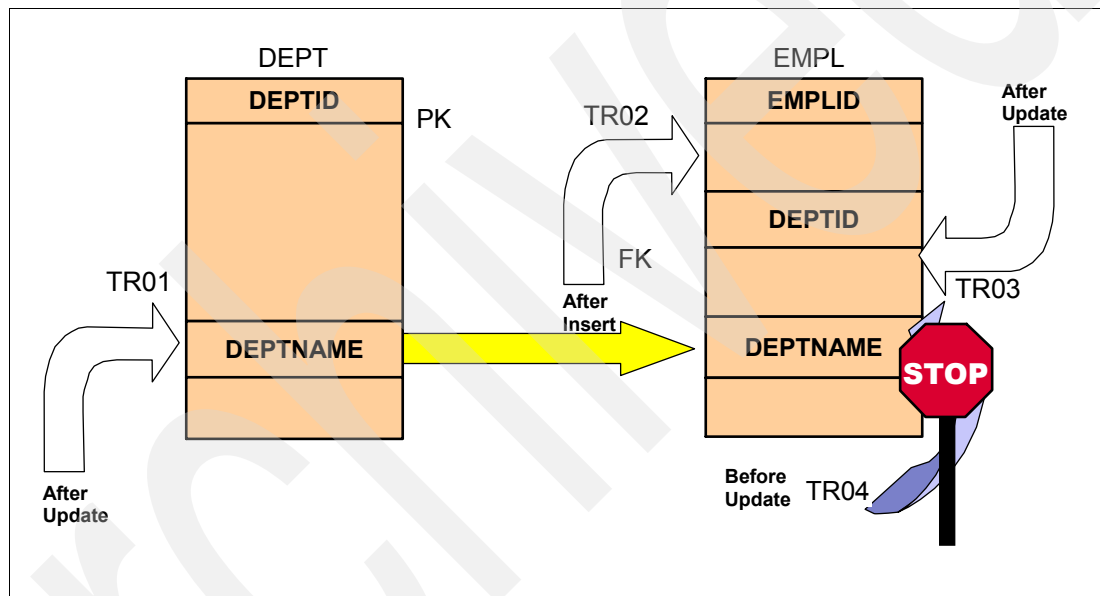 DEPT
DEPTID
PK
TR01
DEPTNAME
After
Update
EMPL
EMPLID
TR02
After
Update
DEPTID
FK
After
Insert
TR03
DEPTNAME
STOP
Before
Update
TR04